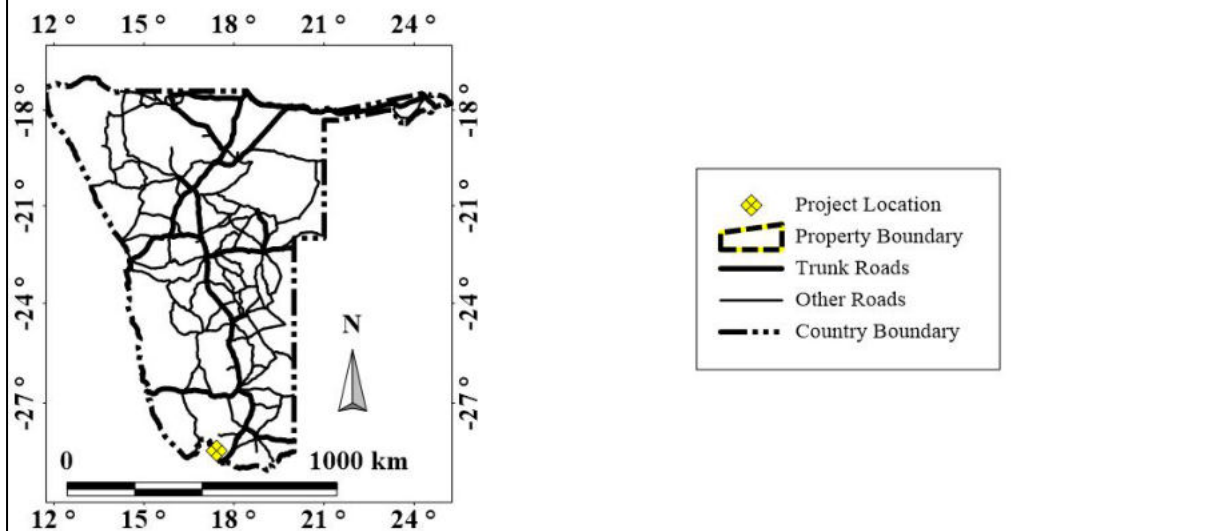 12 ° 15 ° 18 ° 21 ° 24 °
-18 ° -18 °
-21 ° -21 °
-24 ° -24 °
-27 ° -27 °
N
0 1000 km
12 ° 15 ° 18 ° 21 ° 24 °
Project Location
Property Boundary
Trunk Roads
Other Roads
Country Boundary